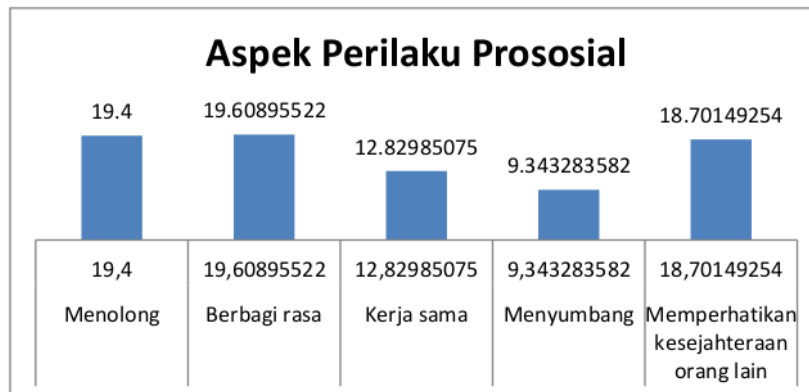 Aspek Perilaku Prososial
19.4
19.60895522
12.82985075
9.343283582
18.70149254
19,4
19,60895522
12,82985075
9,343283582
18,70149254
Menolong
Berbagi rasa
Kerja sama
Menyumbang
Memperhatikan
kesejahteraan
orang lain